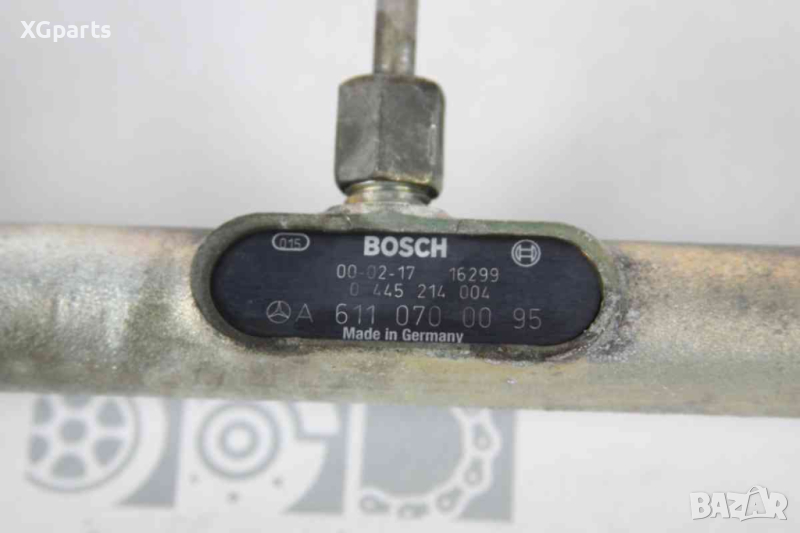 XGparts
015 BOSCH
00-02-17 16299
0 445 214 004
A 611 070 00 95
Made in Germany
BAZAR